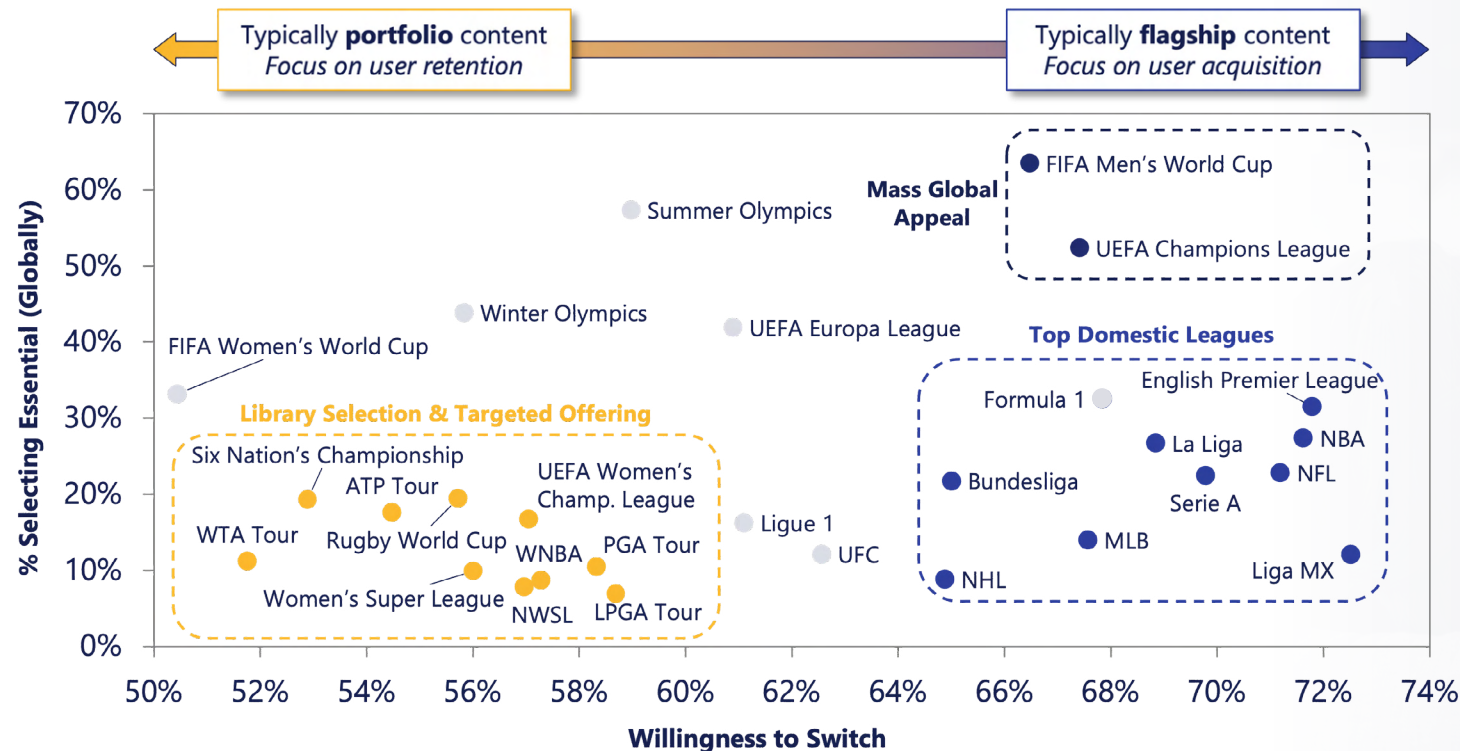 Typically portfolio content
Focus on user retention
Typically flagship content
Focus on user acquisition
% Selecting Essential (Globally)
70%
60%
50%
40%
30%
20%
10%
0%
FIFA Men's World Cup
Mass Global
Appeal
UEFA Champions League
Summer Olympics
Winter Olympics
UEFA Europa League
FIFA Women's World Cup
Top Domestic Leagues
English Premier League
Formula 1
NBA
La Liga
NFL
Bundesliga
Serie A
MLB
Liga MX
NHL
Library Selection & Targeted Offering
Six Nation's Championship
ATP Tour
UEFA Women's
Champ. League
WTA Tour
Rugby World Cup
WNBA
PGA Tour
Women's Super League
NWSL
LPGA Tour
Ligue 1
UFC
50%
52%
54%
56%
58%
60%
62%
64%
66%
68%
70%
72%
74%
Willingness to Switch